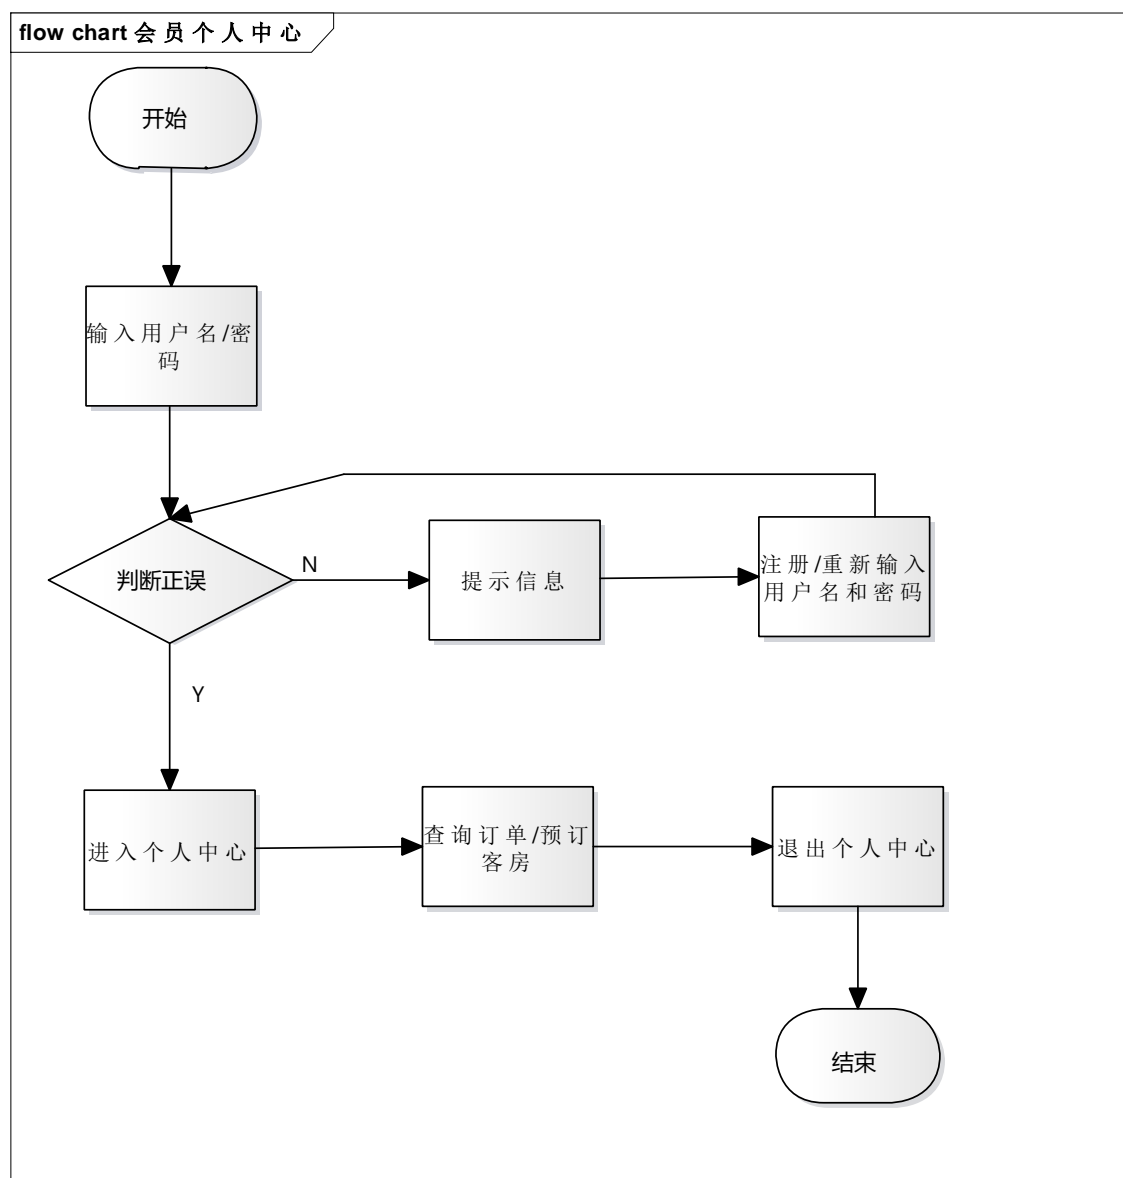 flow chart 会员个人中心
开始
输入用户名/密
码
判断正误
N
提示信息
注册/重新输入
用户名和密码
Y
进入个人中心
查询订单/预订
客房
退出个人中心
结束